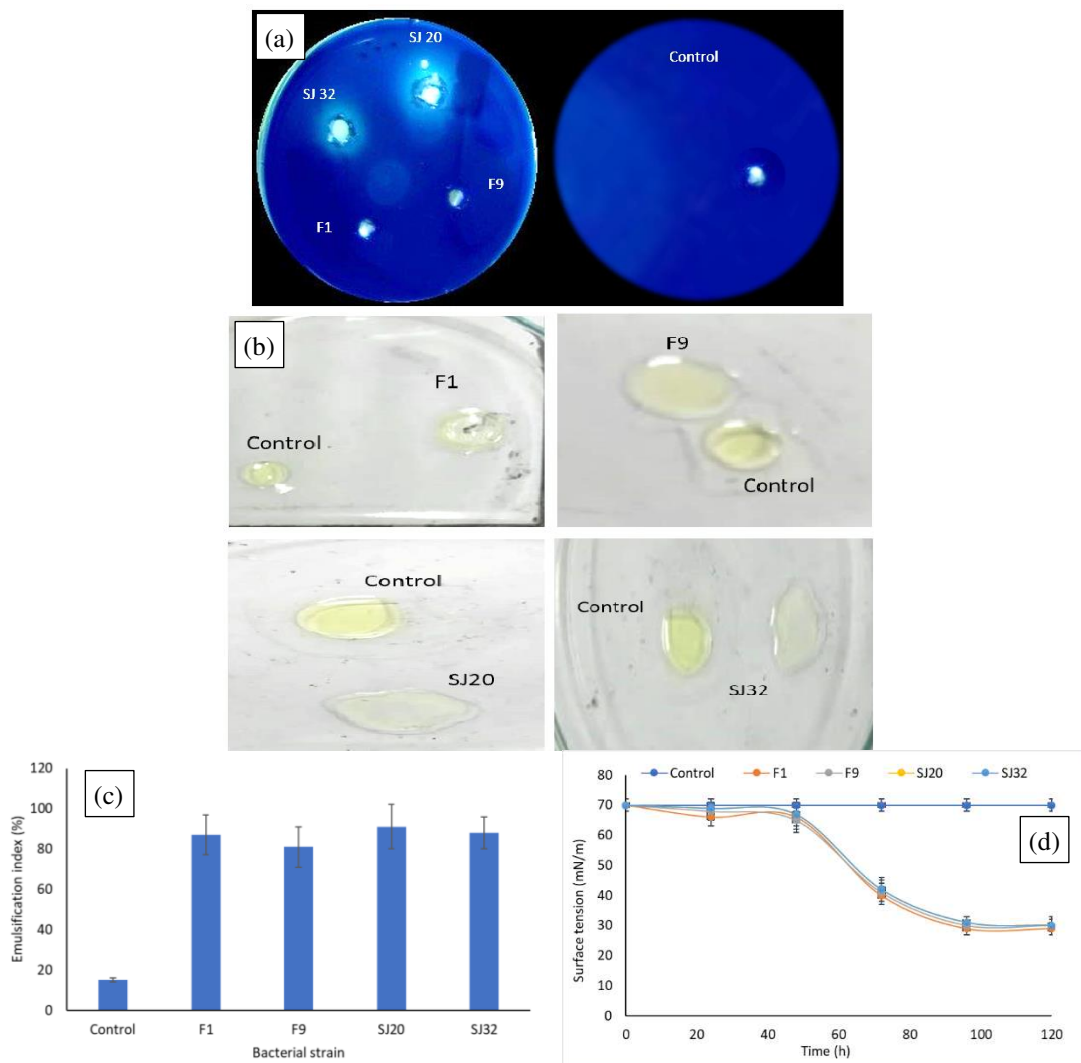 (a)
SJ 20
Control
SJ 32
F9
F1
(b)
F1
Control
F9
Control
Control
SJ20
Control
SJ32
(c)
Emulsification index (%)
120
100
80
60
40
20
0
Control F1 F9 SJ20 SJ32
Bacterial strain
(d)
Control F1 F9 SJ20 SJ32
Surface tension (mN/m)
80
70
60
50
40
30
20
10
0
0 20 40 60 80 100 120
Time (h)